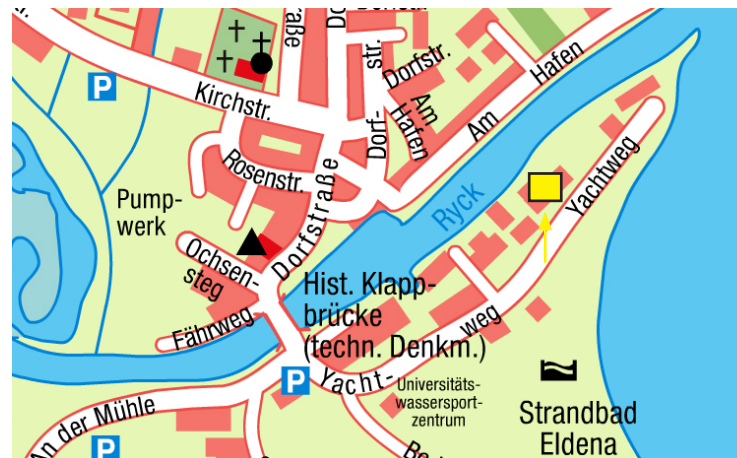 Dorfstr.
str.
Dorfstr.
Am
Hafen
Dorf-
Am
Hafen
P
Kirchstr.
Rosenstr.
Dorfstraße
Ryck
Yachtweg
Pump-
werk
Ochsen-
steg
Fährweg
Hist. Klapp-
brücke
(techn. Denkm.)
Yacht-
weg
P
Universitäts-
wassersport-
zentrum
An der Mühle
P
Strandbad
Eldena